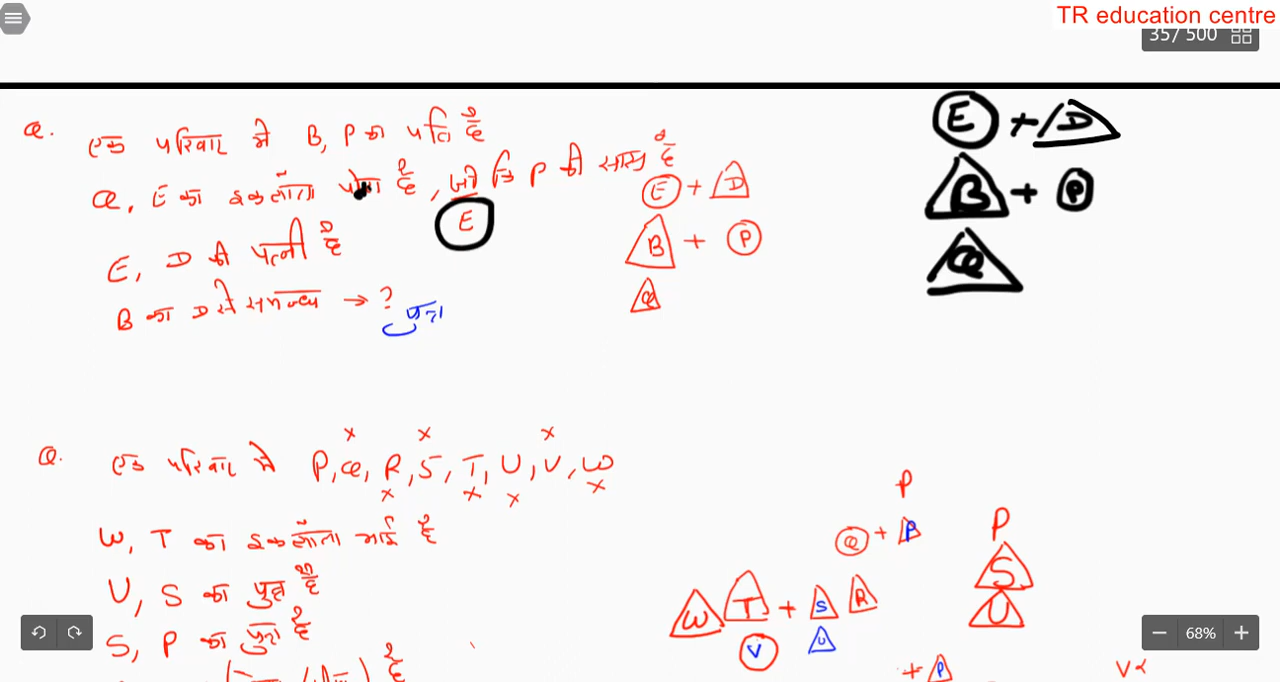 TR education centre
35/ 500
Q. एक परिवार मे B, P का पति है
Q, E का इकलौता है, जो कि P की सास है
E
E, D की पत्नी है
B का D से सम्बन्ध → ?
पुत्र
E + D
B + P
Q
E + D
B + P
Q
Q. एक परिवार मे P, Q, R, S, T, U, V, W
W, T का इकलौता भाई है
U, S का पुत्र है
S, P का पुत्र है
P
Q + P
W T + S R
V U
P
S
U
+ P
V
68%